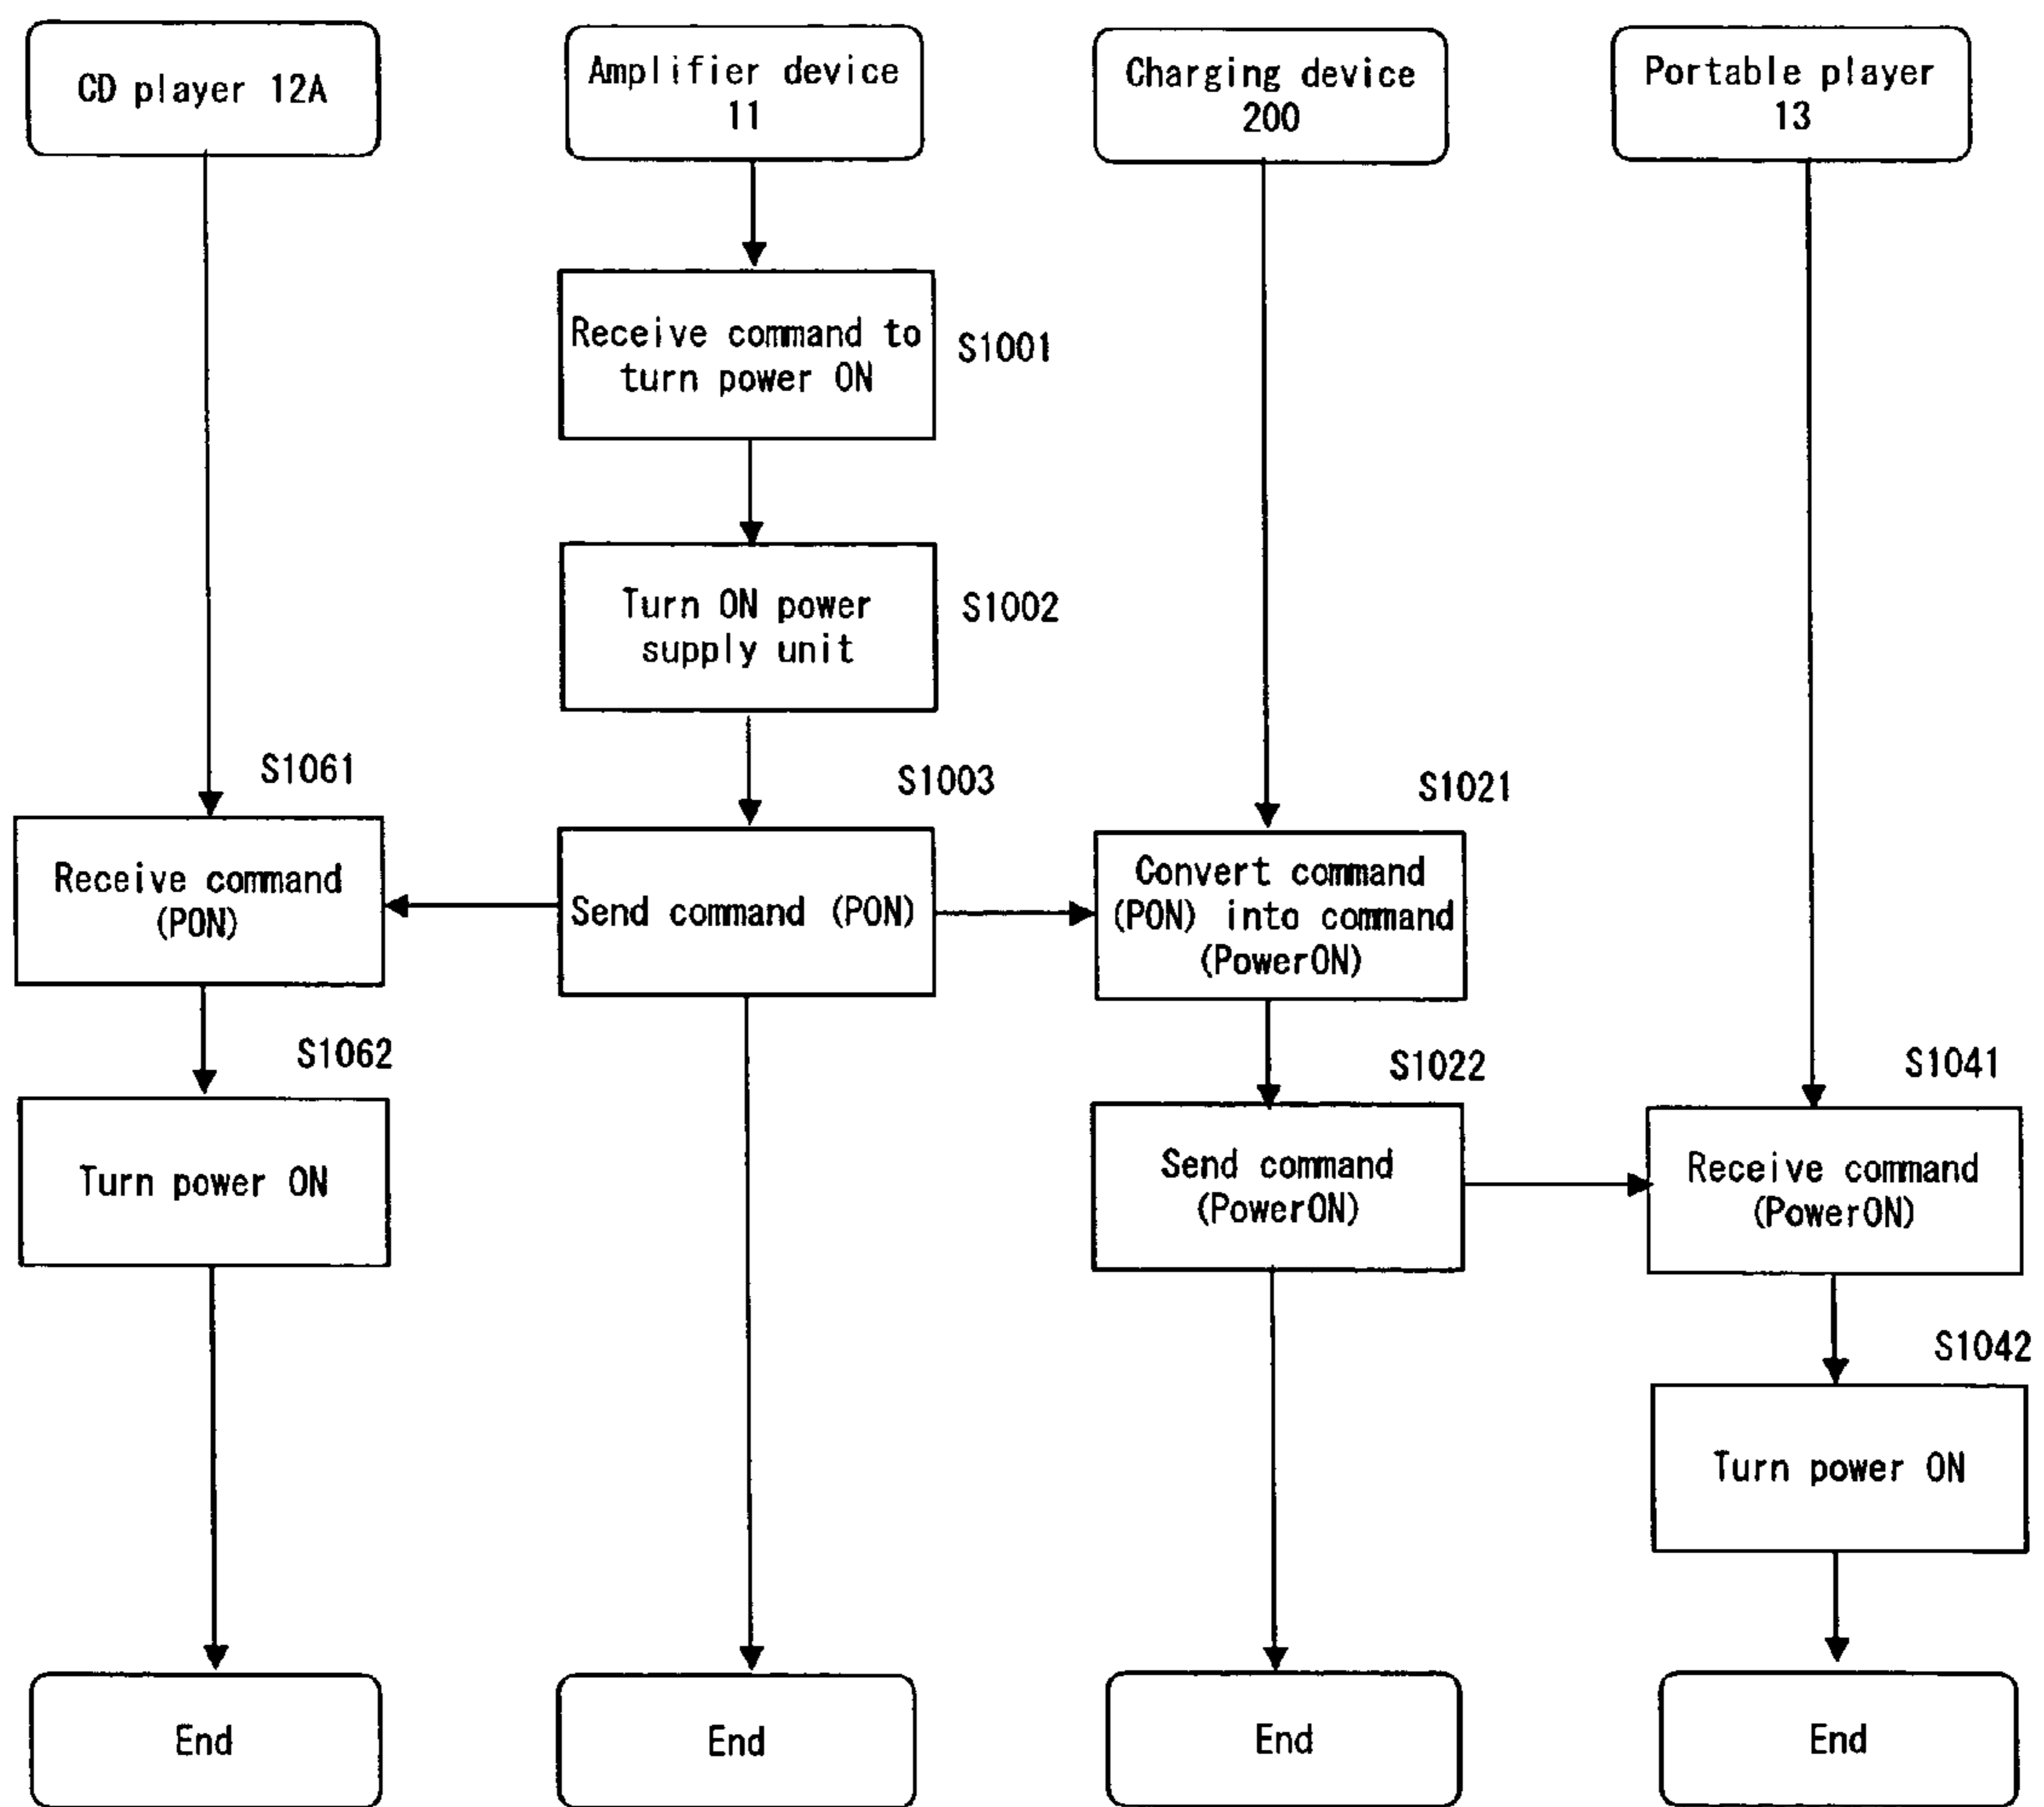 CD player 12A
Amplifier device
11
Charging device
200
Portable player
13
Receive command to
turn power ON
S1001
Turn ON power
supply unit
S1002
S1061
S1003
S1021
Receive command
(PON)
Send command (PON)
Convert command
(PON) into command
(PowerON)
S1062
S1022
S1041
Turn power ON
Send command
(PowerON)
Receive command
(PowerON)
S1042
Turn power ON
End
End
End
End